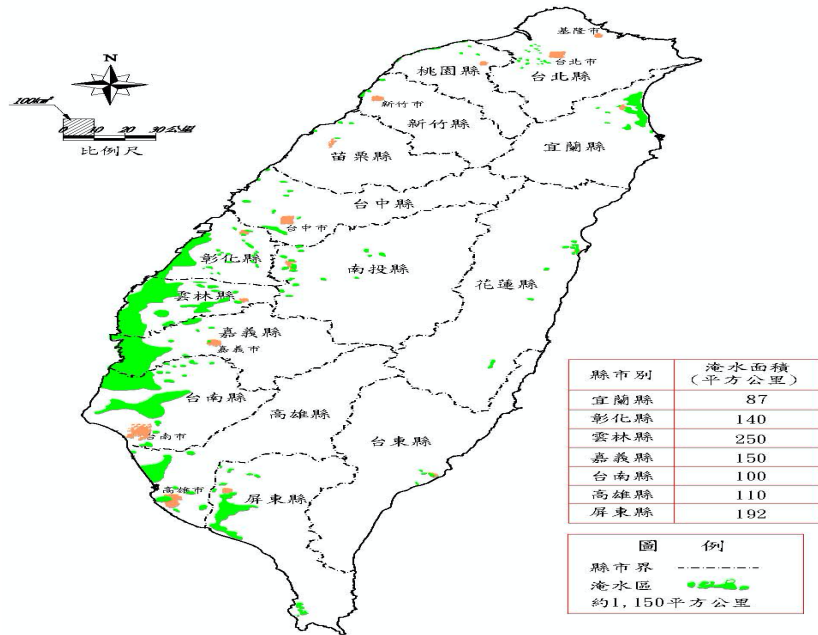 基隆市
台北市
台北縣
桃園縣
N
新竹市
新竹縣
100km²
0 10 20 30公里
比例尺
宜蘭縣
苗栗縣
台中縣
台中市
彰化縣
南投縣
花蓮縣
雲林縣
嘉義縣
嘉義市
台南縣
高雄縣
台東縣
台南市
高雄市
屏東縣
縣市別 淹水面積(平方公里)
宜蘭縣 87
彰化縣 140
雲林縣 250
嘉義縣 150
台南縣 100
高雄縣 110
屏東縣 192
圖 例
縣市界
淹水區
約1,150平方公里